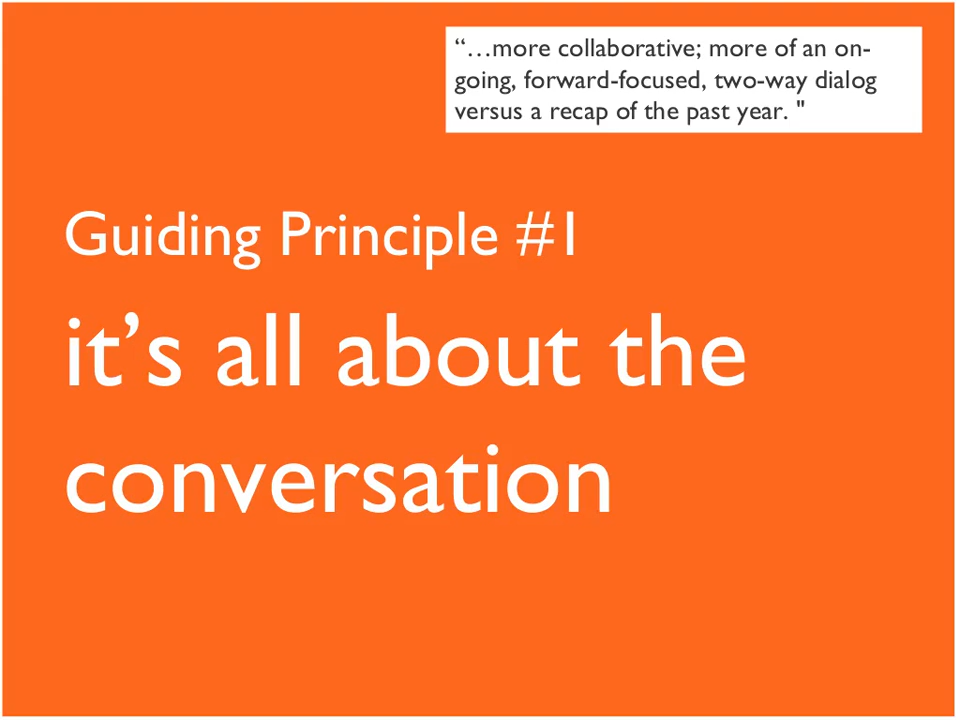 “…more collaborative; more of an on-
going, forward-focused, two-way dialog
versus a recap of the past year. "
Guiding Principle #1
it’s all about the
conversation